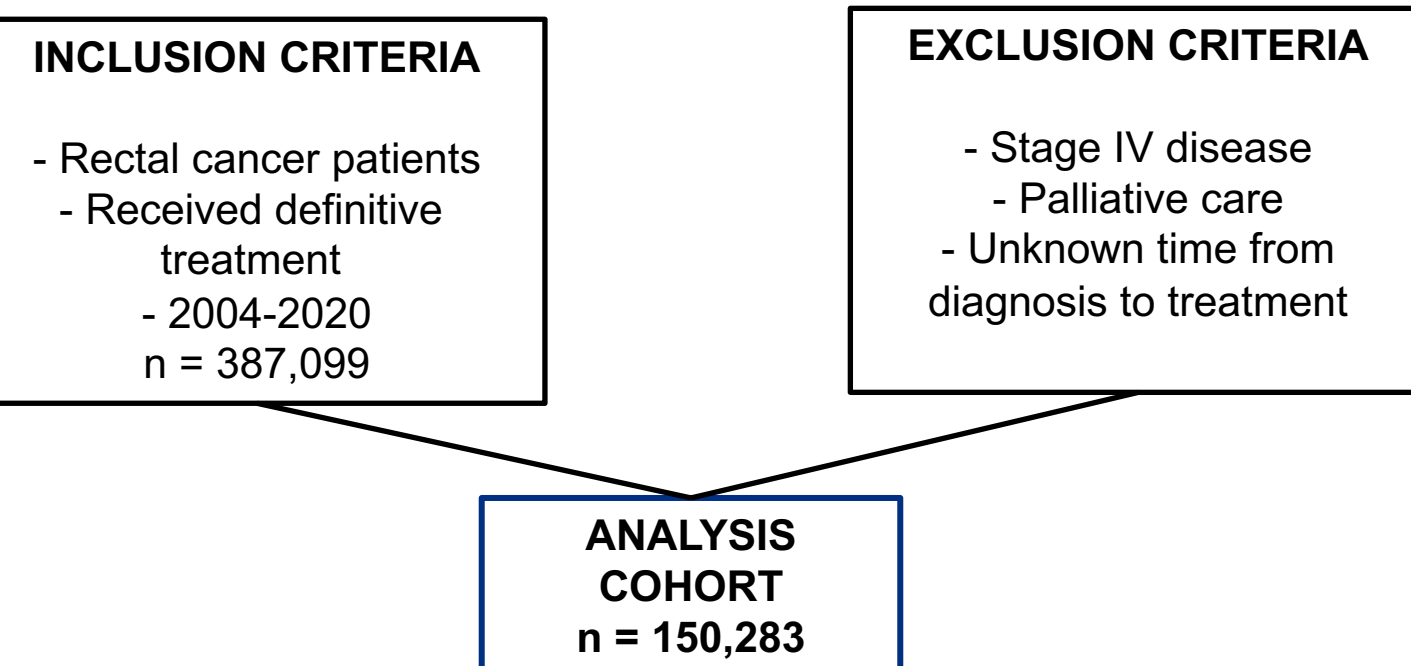 INCLUSION CRITERIA
- Rectal cancer patients
- Received definitive
treatment
- 2004-2020
n = 387,099
EXCLUSION CRITERIA
- Stage IV disease
- Palliative care
- Unknown time from
diagnosis to treatment
ANALYSIS
COHORT
n = 150,283